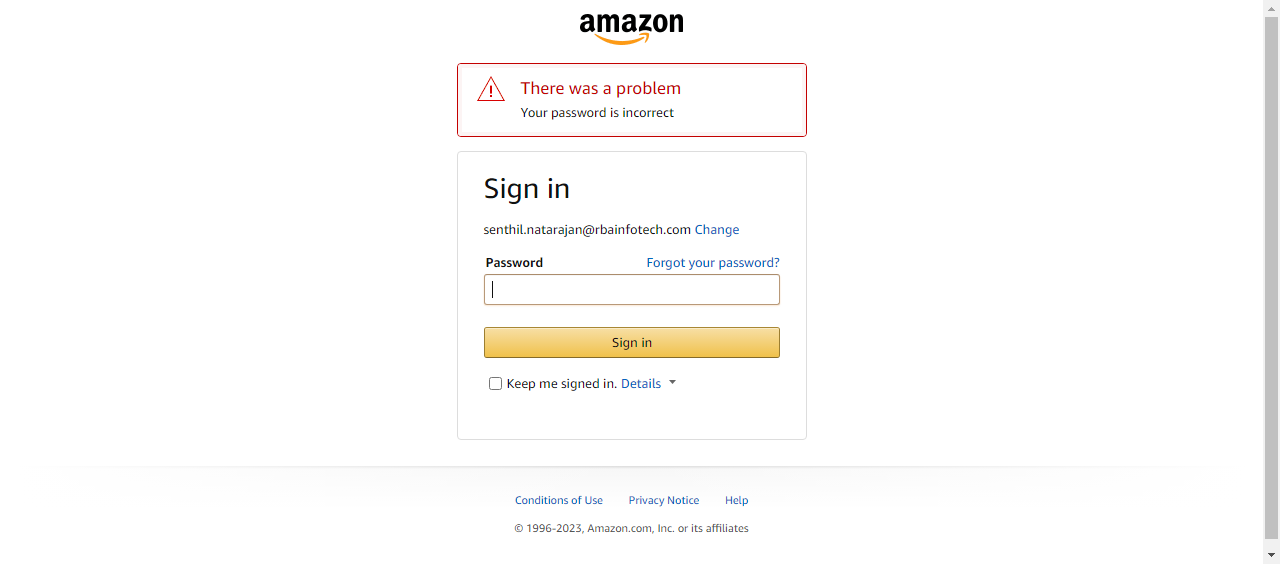 amazon
There was a problem
Your password is incorrect
Sign in
senthil.natarajan@rbainfotech.com Change
Password Forgot your password?
Sign in
Keep me signed in. Details
Conditions of Use Privacy Notice Help
© 1996-2023, Amazon.com, Inc. or its affiliates